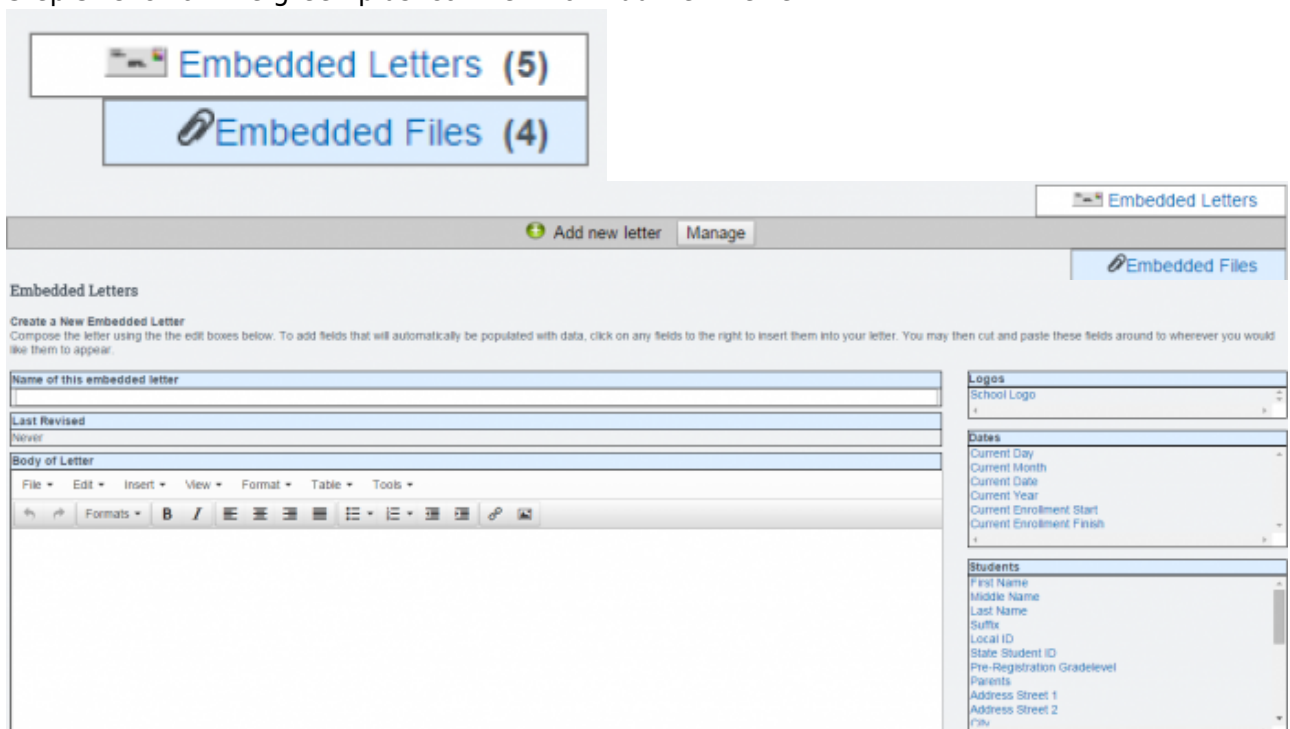 Embedded Letters (5)
Embedded Files (4)
Embedded Letters
Add new letter Manage
Embedded Files
Embedded Letters
Create a New Embedded Letter
Compose the letter using the the edit boxes below. To add fields that will automatically be populated with data, click on any fields to the right to insert them into your letter. You may then cut and paste these fields around to wherever you would
like them to appear.
Name of this embedded letter
Last Revised
Never
Body of Letter
File Edit Insert View Format Table Tools
Formats B I
Logos
School Logo
Dates
Current Day
Current Month
Current Date
Current Year
Current Enrollment Start
Current Enrollment Finish
Students
First Name
Middle Name
Last Name
Suffix
Local ID
State Student ID
Pre-Registration Gradelevel
Parents
Address Street 1
Address Street 2
City